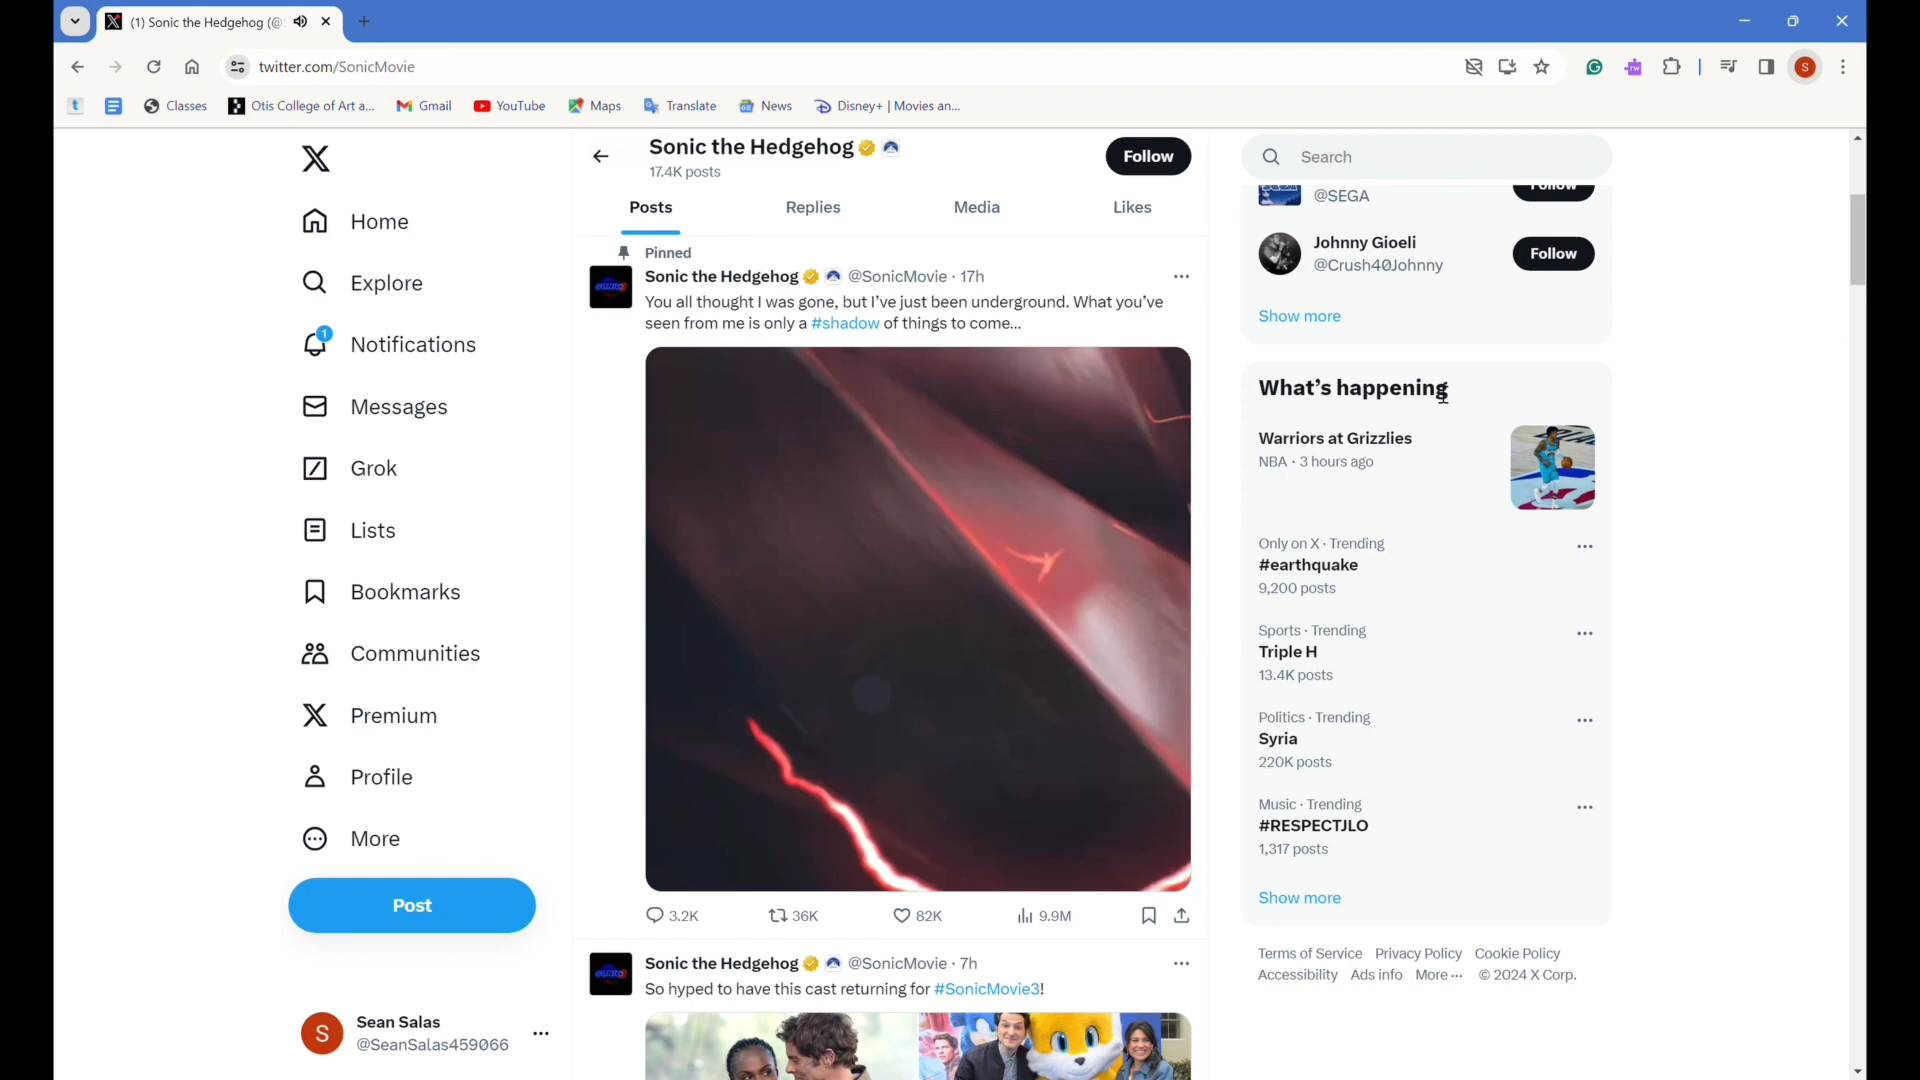 (1) Sonic the Hedgehog (@
twitter.com/SonicMovie
Classes
Otis College of Art a...
Gmail
YouTube
Maps
Translate
News
Disney+ | Movies an...
S
X
Home
Explore
1
Notifications
Messages
Grok
Lists
Bookmarks
Communities
Premium
Profile
More
Post
S
Sean Salas
@SeanSalas459066
Sonic the Hedgehog
17.4K posts
Follow
Posts
Replies
Media
Likes
Pinned
Sonic the Hedgehog @SonicMovie · 17h
You all thought I was gone, but I've just been underground. What you've
seen from me is only a #shadow of things to come...
3.2K
36K
82K
9.9M
Sonic the Hedgehog @SonicMovie · 7h
So hyped to have this cast returning for #SonicMovie3!
Search
@SEGA
Follow
Johnny Gioeli
@Crush40Johnny
Follow
Show more
What's happening
Warriors at Grizzlies
NBA · 3 hours ago
Only on X · Trending
#earthquake
9,200 posts
Sports · Trending
Triple H
13.4K posts
Politics · Trending
Syria
220K posts
Music · Trending
#RESPECTJLO
1,317 posts
Show more
Terms of Service Privacy Policy Cookie Policy
Accessibility Ads info More ··· © 2024 X Corp.